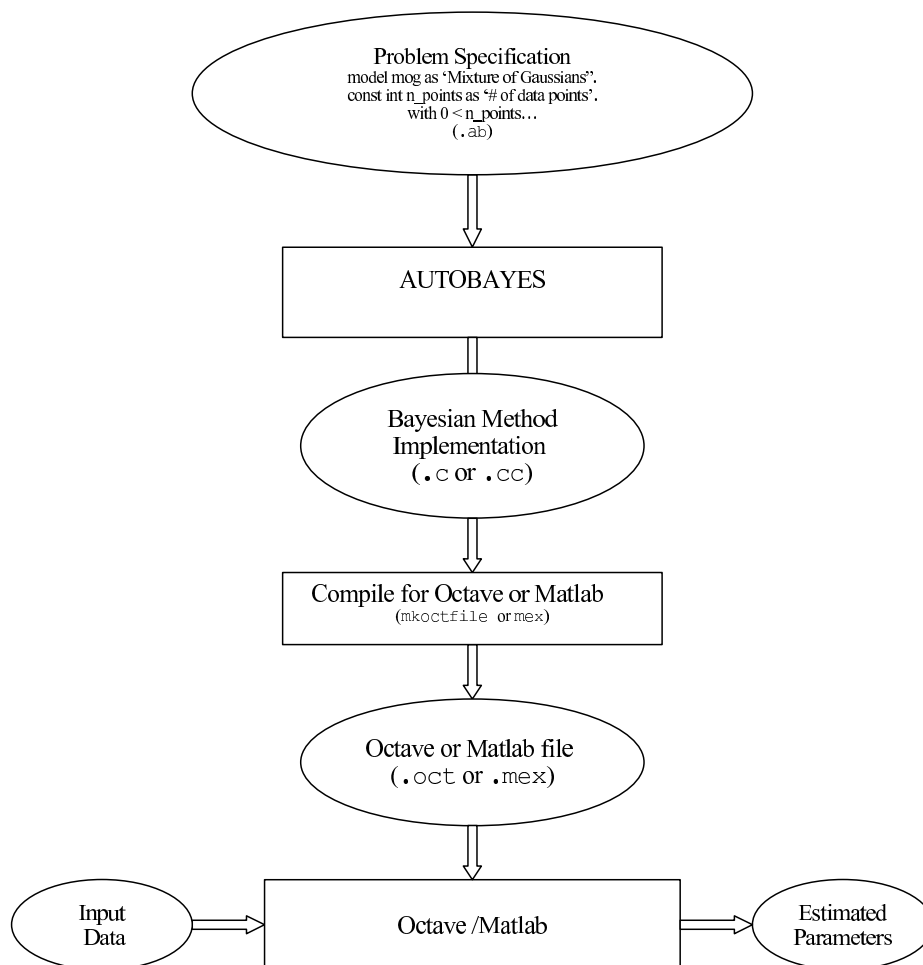 Problem Specification
model mog as ‘Mixture of Gaussians”.
const int n_points as ‘# of data points’.
with 0 < n_points…
(.ab)
AUTOBAYES
Bayesian Method
Implementation
(.c or .cc)
Compile for Octave or Matlab
(mkoctfile or mex)
Octave or Matlab file
(.oct or .mex)
Input
Data
Octave /Matlab
Estimated
Parameters